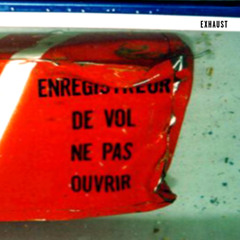 EXHAUST
ENREGISTREUR
DE VOL
NE PAS
OUVRIR